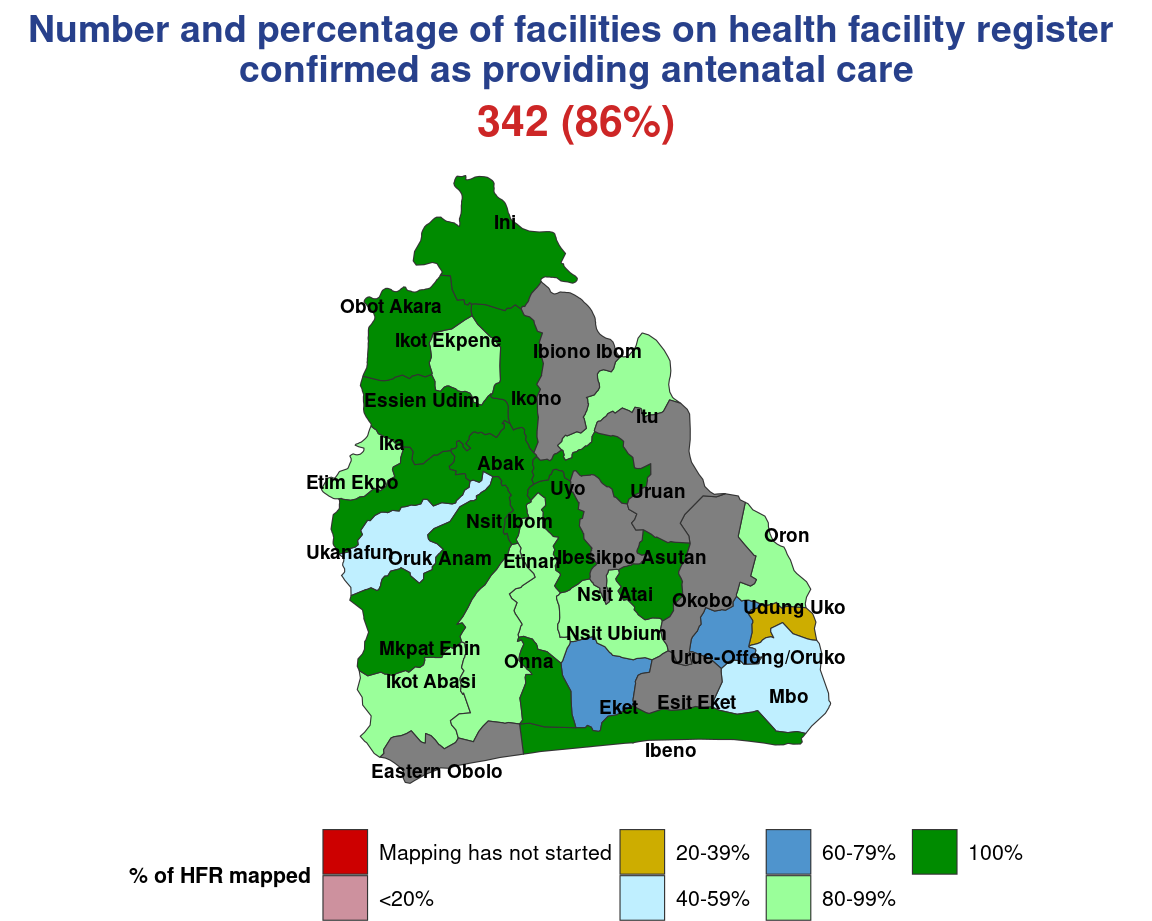 Number and percentage of facilities on health facility register
confirmed as providing antenatal care
342 (86%)
Ini
Obot Akara
Ikot Ekpene
Ibiono Ibom
Essien Udim
Ikono
Itu
Ika
Abak
Etim Ekpo
Uyo
Uruan
Nsit Ibom
Oron
Ukanafun
Oruk Anam
Etinan
Ibesikpo Asutan
Nsit Atai
Okobo
Udung Uko
Nsit Ubium
Mkpat Enin
Onna
Urue-Offong/Oruko
Ikot Abasi
Mbo
Esit Eket
Eket
Ibeno
Eastern Obolo
% of HFR mapped
Mapping has not started
<20%
20-39%
40-59%
60-79%
80-99%
100%